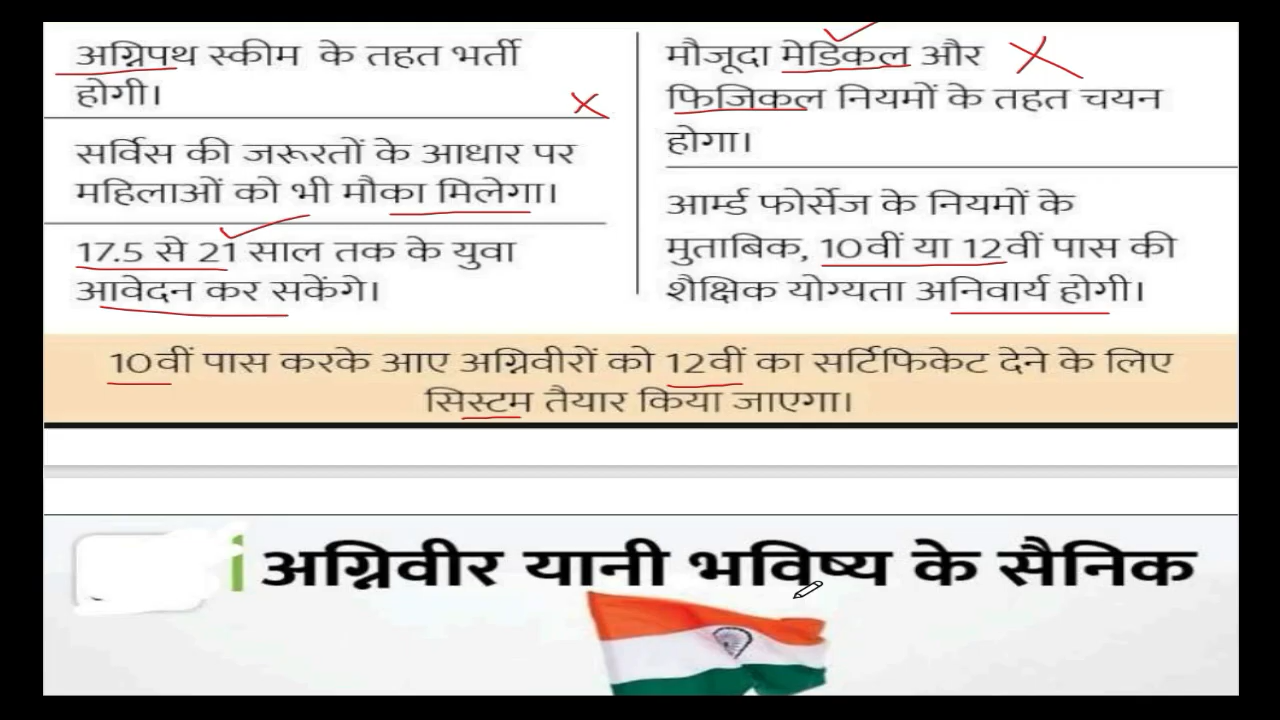 अग्निपथ स्कीम के तहत भर्ती
होगी।
सर्विस की जरूरतों के आधार पर
महिलाओं को भी मौका मिलेगा।
17.5 से 21 साल तक के युवा
आवेदन कर सकेंगे।
मौजूदा मेडिकल और
फिजिकल नियमों के तहत चयन
होगा।
आर्म्ड फोर्सेज के नियमों के
मुताबिक, 10वीं या 12वीं पास की
शैक्षिक योग्यता अनिवार्य होगी।
10वीं पास करके आए अग्निवीरों को 12वीं का सर्टिफिकेट देने के लिए
सिस्टम तैयार किया जाएगा।
अग्निवीर यानी भविष्य के सैनिक